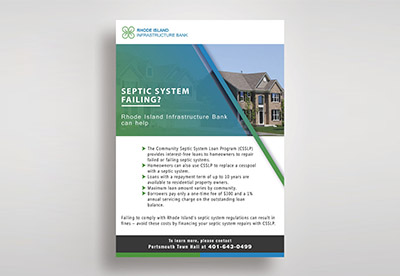 RHODE ISLAND
INFRASTRUCTURE BANK
SEPTIC SYSTEM
FAILING?
Rhode Island Infrastructure Bank
can help
The Community Septic System Loan Program (CSSLP)
provides interest-free loans to homeowners to repair
failed or failing septic systems.
Homeowners can also use CSSLP to replace a cesspool
with a septic system.
Loans with a repayment term of up to 10 years are
available to residential property owners.
Maximum loan amount varies by community.
Borrowers pay only a one-time fee of $300 and a 1%
annual servicing charge on the outstanding loan
balance.
Failing to comply with Rhode Island's septic system regulations can result in
fines – avoid these costs by financing your septic system repairs with CSSLP.
To learn more, please contact
Portsmouth Town Hall at 401-643-0499